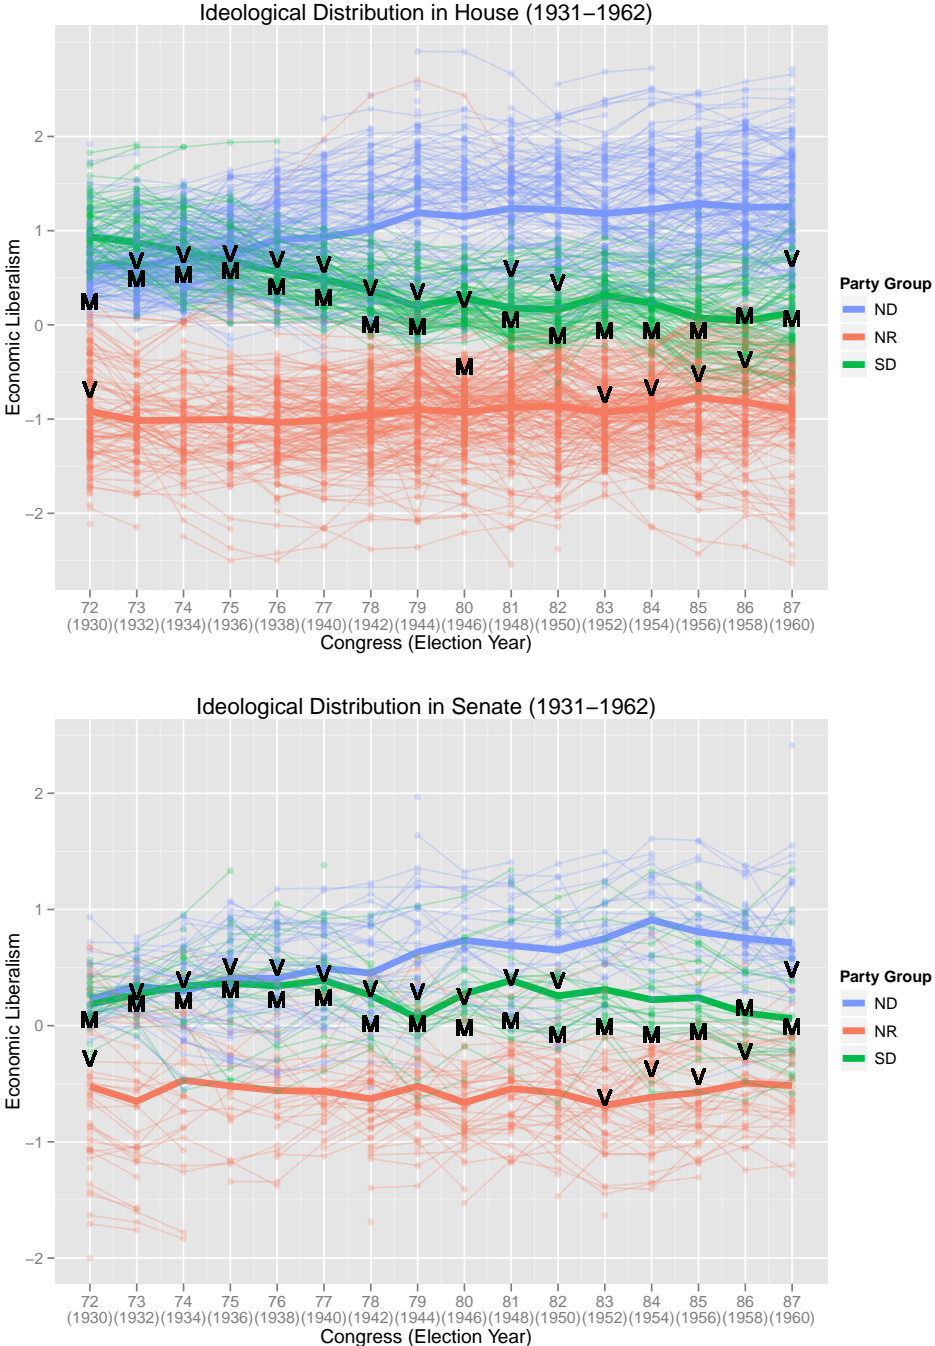 Ideological Distribution in House (1931−1962)
Economic Liberalism
2
1
0
−1
−2
M V V V V V V V V V V V V V V V V
M M M M M M M M M M M M M M M
72 73 74 75 76 77 78 79 80 81 82 83 84 85 86 87
(1930)(1932)(1934)(1936)(1938)(1940)(1942)(1944)(1946)(1948)(1950)(1952)(1954)(1956)(1958)(1960)
Congress (Election Year)
Party Group
ND
NR
SD
Ideological Distribution in Senate (1931−1962)
Economic Liberalism
2
1
0
−1
−2
M V V V V V V V V V V V V V V V V
M M M M M M M M M M M M M M M
72 73 74 75 76 77 78 79 80 81 82 83 84 85 86 87
(1930)(1932)(1934)(1936)(1938)(1940)(1942)(1944)(1946)(1948)(1950)(1952)(1954)(1956)(1958)(1960)
Congress (Election Year)
Party Group
ND
NR
SD